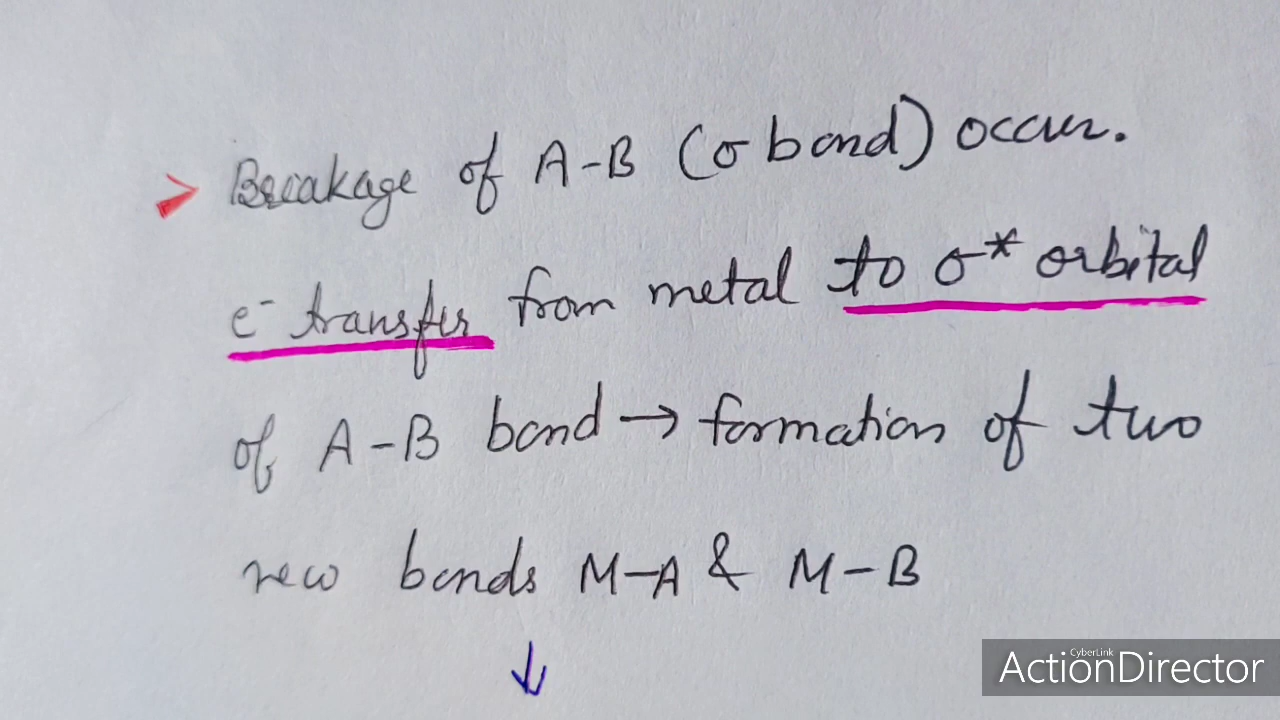 > Breakage of A-B (σ bond) occur.
e⁻ transfer from metal to σ* orbital
of A-B bond → formation of two
new bonds M-A & M-B
↓
CyberLink
ActionDirector